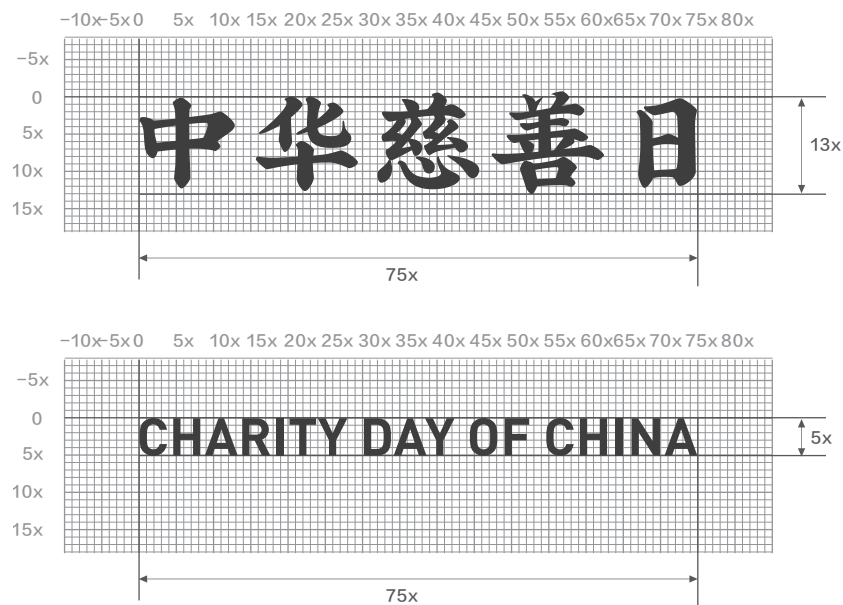 −10x −5x 0 5x 10x 15x 20x 25x 30x 35x 40x 45x 50x 55x 60x 65x 70x 75x 80x
−5x
0
5x
10x
15x
中华慈善日
13x
75x
−10x −5x 0 5x 10x 15x 20x 25x 30x 35x 40x 45x 50x 55x 60x 65x 70x 75x 80x
−5x
0
5x
10x
15x
CHARITY DAY OF CHINA
5x
75x